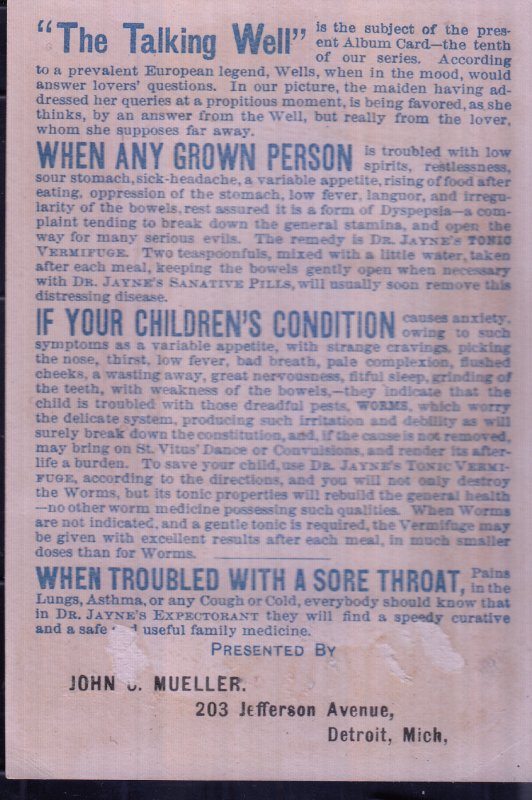 "The Talking Well" is the subject of the pres-
ent Album Card—the tenth
of our series. According
to a prevalent European legend, Wells, when in the mood, would
answer lovers' questions. In our picture, the maiden having ad-
dressed her queries at a propitious moment, is being favored, as she
thinks, by an answer from the Well, but really from the lover,
whom she supposes far away.
WHEN ANY GROWN PERSON is troubled with low
spirits, restlessness,
sour stomach, sick-headache, a variable appetite, rising of food after
eating, oppression of the stomach, low fever, languor, and irregu-
larity of the bowels, rest assured it is a form of Dyspepsia—a com-
plaint tending to break down the general stamina, and open the
way for many serious evils. The remedy is DR. JAYNE'S TONIC
VERMIFUGE. Two teaspoonfuls, mixed with a little water, taken
after each meal, keeping the bowels gently open when necessary
with DR. JAYNE'S SANATIVE PILLS, will usually soon remove this
distressing disease.
IF YOUR CHILDREN'S CONDITION causes anxiety,
owing to such
symptoms as a variable appetite, with strange cravings, picking
the nose, thirst, low fever, bad breath, pale complexion, flushed
cheeks, a wasting away, great nervousness, fitful sleep, grinding of
the teeth, with weakness of the bowels,—they indicate that the
child is troubled with those dreadful pests, WORMS, which worry
the delicate system, producing such irritation and debility as will
surely break down the constitution, and, if the cause is not removed,
may bring on St. Vitus' Dance or Convulsions, and render its after-
life a burden. To save your child, use DR. JAYNE'S TONIC VERMI-
FUGE, according to the directions, and you will not only destroy
the Worms, but its tonic properties will rebuild the general health
—no other worm medicine possessing such qualities. When Worms
are not indicated, and a gentle tonic is required, the Vermifuge may
be given with excellent results after each meal, in much smaller
doses than for Worms.
WHEN TROUBLED WITH A SORE THROAT, Pains
in the
Lungs, Asthma, or any Cough or Cold, everybody should know that
in DR. JAYNE'S EXPECTORANT they will find a speedy curative
and a safe useful family medicine.
PRESENTED BY
JOHN MUELLER.
203 Jefferson Avenue,
Detroit, Mich,